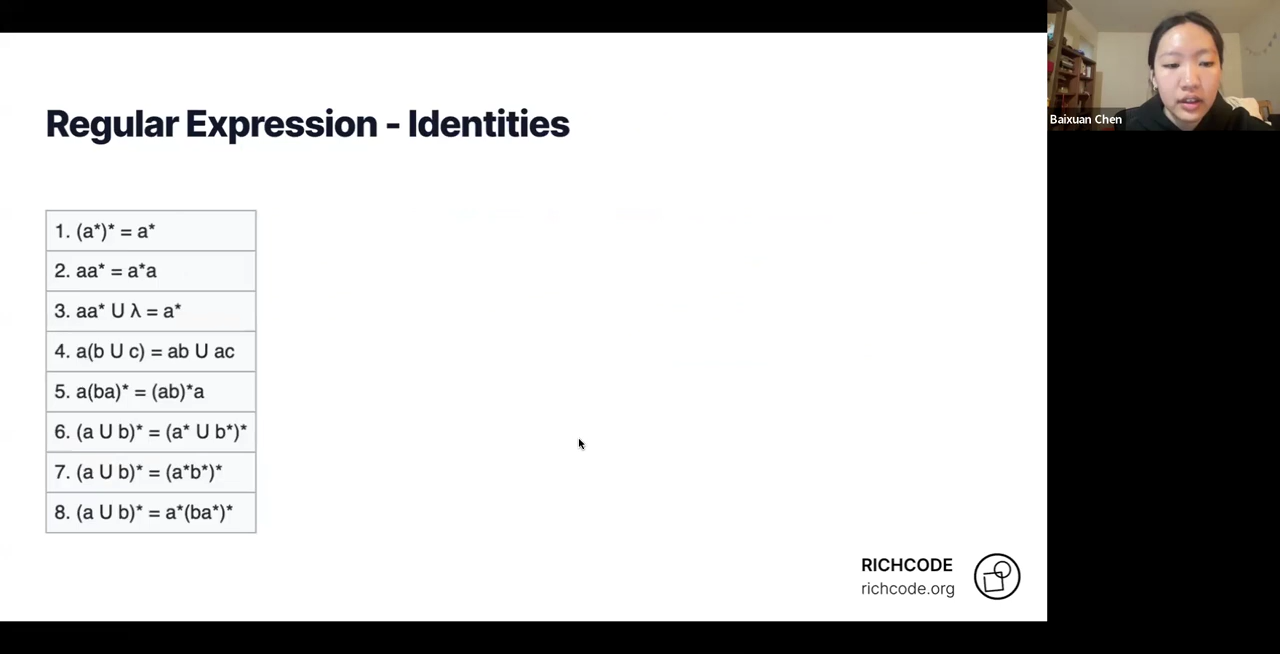 Regular Expression - Identities
1. (a*)* = a*
2. aa* = a*a
3. aa* U λ = a*
4. a(b U c) = ab U ac
5. a(ba)* = (ab)*a
6. (a U b)* = (a* U b*)*
7. (a U b)* = (a*b*)*
8. (a U b)* = a*(ba*)*
RICHCODE
richcode.org
Baixuan Chen